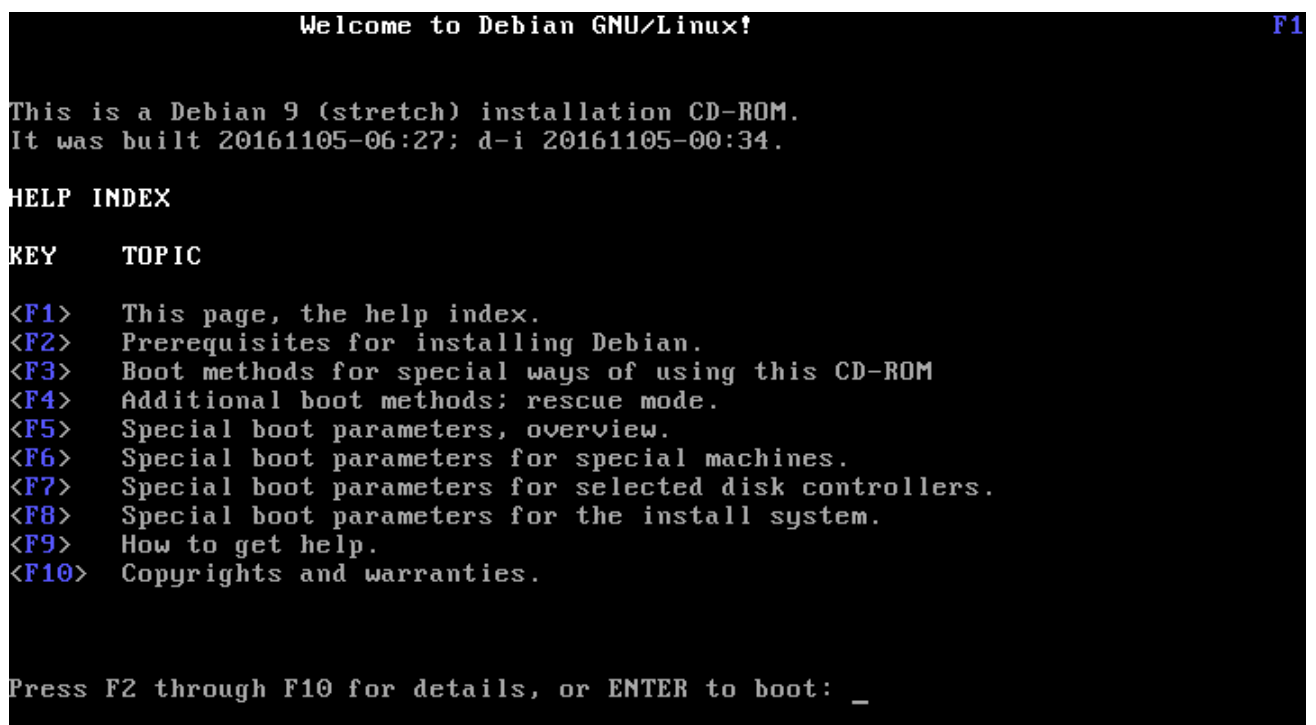 Welcome to Debian GNU/Linux! F1
This is a Debian 9 (stretch) installation CD-ROM.
It was built 20161105-06:27; d-i 20161105-00:34.
HELP INDEX
KEY TOPIC
<F1> This page, the help index.
<F2> Prerequisites for installing Debian.
<F3> Boot methods for special ways of using this CD-ROM
<F4> Additional boot methods; rescue mode.
<F5> Special boot parameters, overview.
<F6> Special boot parameters for special machines.
<F7> Special boot parameters for selected disk controllers.
<F8> Special boot parameters for the install system.
<F9> How to get help.
<F10> Copyrights and warranties.
Press F2 through F10 for details, or ENTER to boot: _